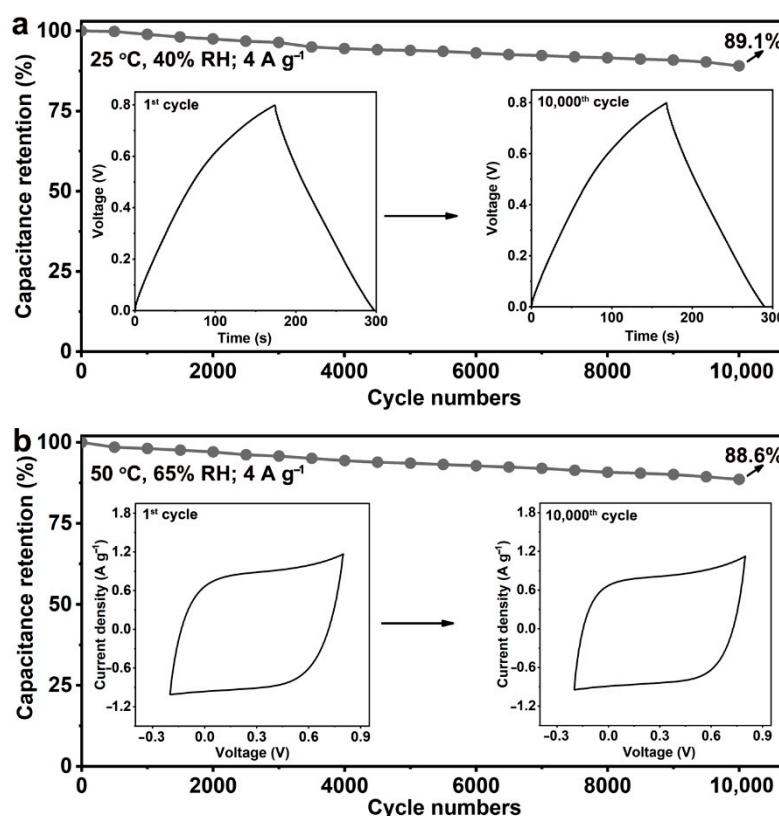 a
100
75
50
25
0
Capacitance retention (%)
25 °C, 40% RH; 4 A g⁻¹
89.1%
1ˢᵗ cycle
0.8
0.6
0.4
0.2
0.0
Voltage (V)
0 100 200 300
Time (s)
10,000ᵗʰ cycle
0.8
0.6
0.4
0.2
0.0
Voltage (V)
0 100 200 300
Time (s)
0 2000 4000 6000 8000 10,000
Cycle numbers
b
100
75
50
25
0
Capacitance retention (%)
50 °C, 65% RH; 4 A g⁻¹
88.6%
1ˢᵗ cycle
1.8
1.2
0.6
0.0
−0.6
−1.2
Current density (A g⁻¹)
−0.3 0.0 0.3 0.6 0.9
Voltage (V)
10,000ᵗʰ cycle
1.8
1.2
0.6
0.0
−0.6
−1.2
Current density (A g⁻¹)
−0.3 0.0 0.3 0.6 0.9
Voltage (V)
0 2000 4000 6000 8000 10,000
Cycle numbers